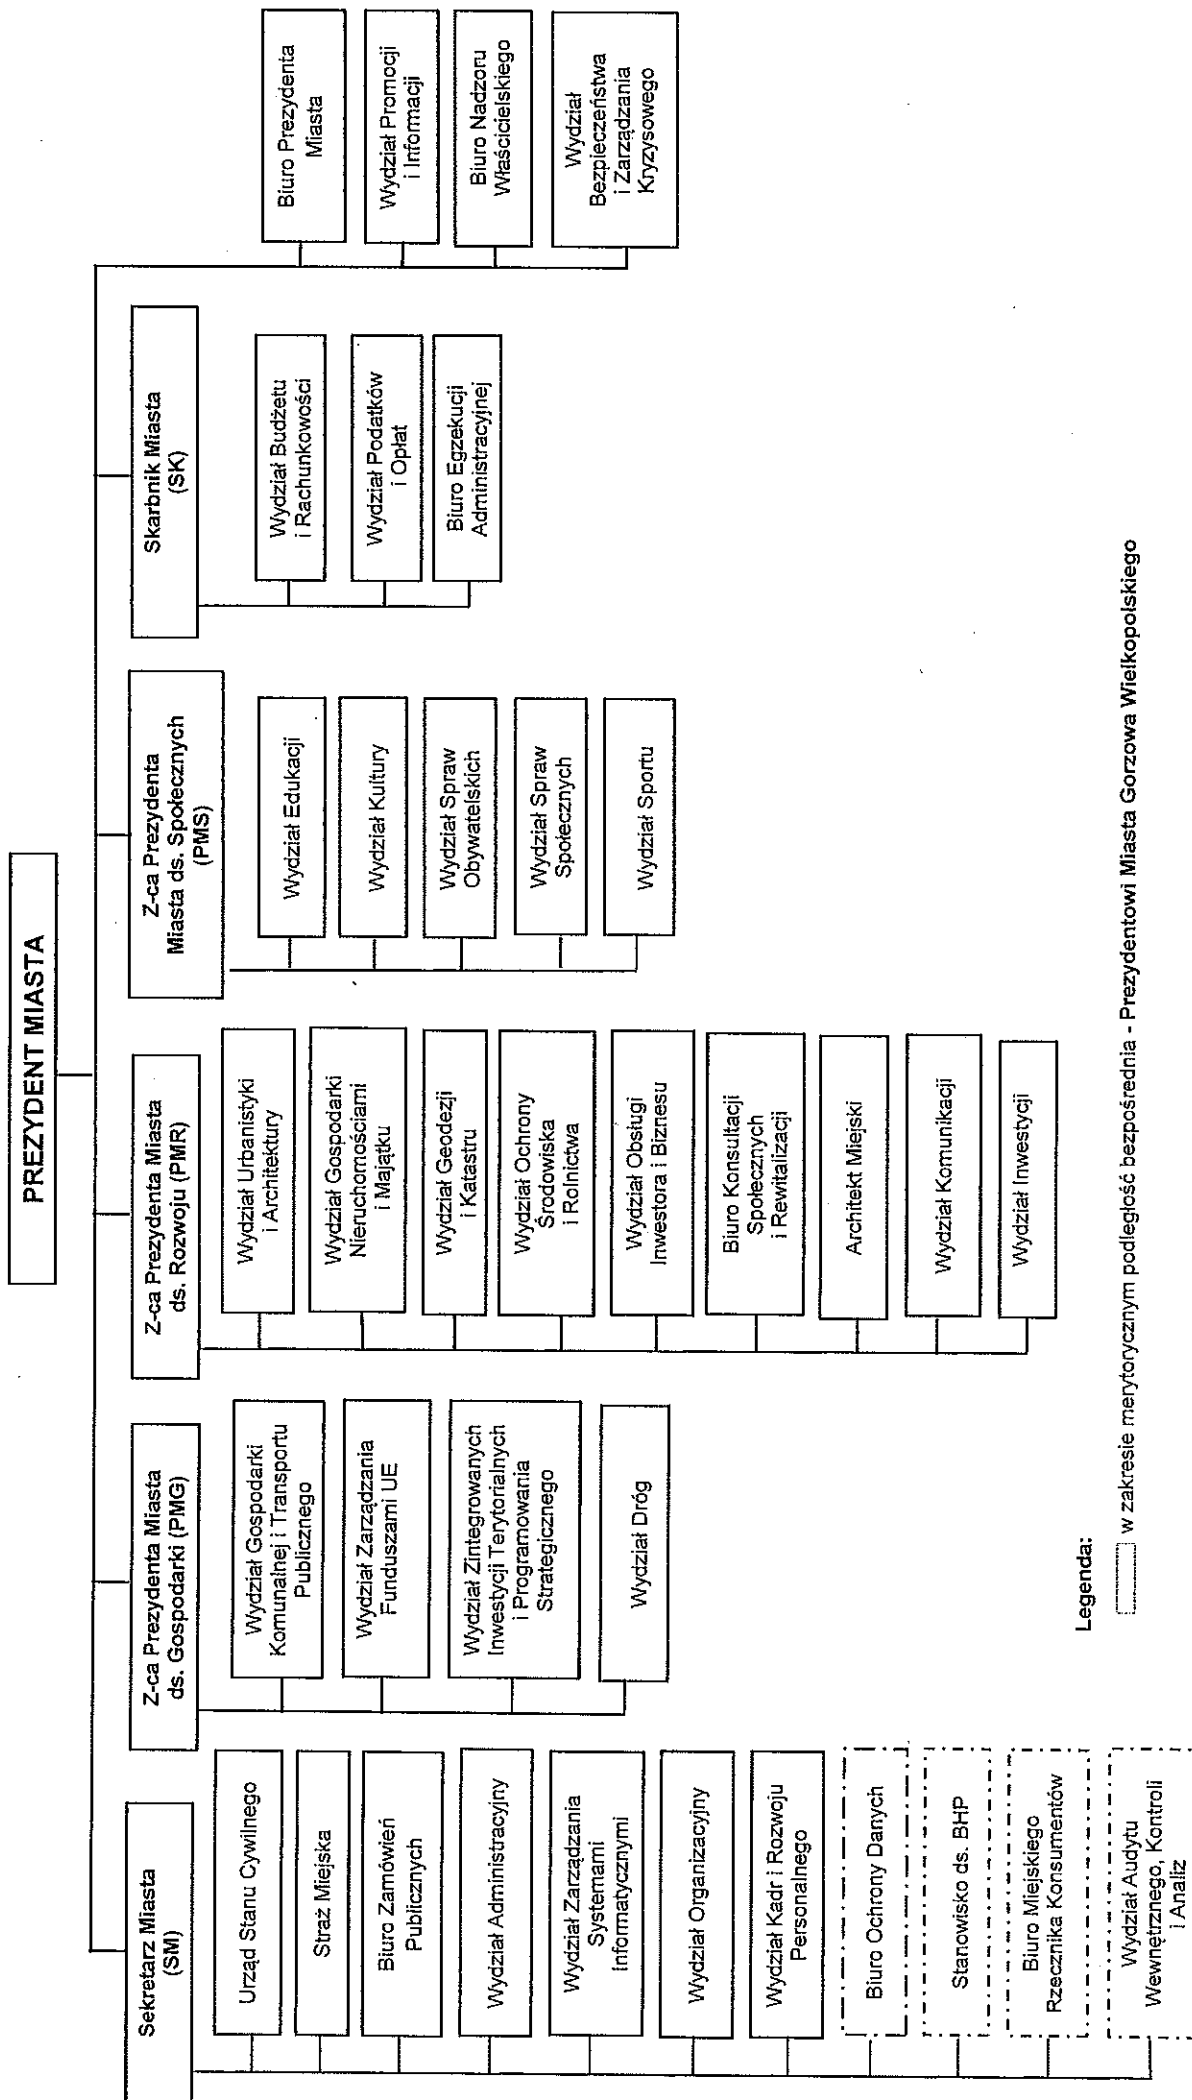 PREZYDENT MIASTA
Sekretarz Miasta
(SM)
Urząd Stanu Cywilnego
Straż Miejska
Biuro Zamówień
Publicznych
Wydział Administracyjny
Wydział Zarządzania
Systemami
Informatycznymi
Wydział Organizacyjny
Wydział Kadr i Rozwoju
Personalnego
Biuro Ochrony Danych
Stanowisko ds. BHP
Biuro Miejskiego
Rzecznika Konsumentów
Wydział Audytu
Wewnętrznego, Kontroli
i Analiz
Z-ca Prezydenta Miasta
ds. Gospodarki (PMG)
Wydział Gospodarki
Komunalnej i Transportu
Publicznego
Wydział Zarządzania
Funduszami UE
Wydział Zintegrowanych
Inwestycji Terytorialnych
i Programowania
Strategicznego
Wydział Dróg
Z-ca Prezydenta Miasta
ds. Rozwoju (PMR)
Wydział Urbanistyki
i Architektury
Wydział Gospodarki
Nieruchomościami
i Majątku
Wydział Geodezji
i Katastru
Wydział Ochrony
Środowiska
i Rolnictwa
Wydział Obsługi
Inwestora i Biznesu
Biuro Konsultacji
Społecznych
i Rewitalizacji
Architekt Miejski
Wydział Komunikacji
Wydział Inwestycji
Z-ca Prezydenta
Miasta ds. Społecznych
(PMS)
Wydział Edukacji
Wydział Kultury
Wydział Spraw
Obywatelskich
Wydział Spraw
Społecznych
Wydział Sportu
Skarbnik Miasta
(SK)
Wydział Budżetu
i Rachunkowości
Wydział Podatków
i Opłat
Biuro Egzekucji
Administracyjnej
Biuro Prezydenta
Miasta
Wydział Promocji
i Informacji
Biuro Nadzoru
Właścicielskiego
Wydział
Bezpieczeństwa
i Zarządzania
Kryzysowego
Legenda:
w zakresie merytorycznym podległość bezpośrednia - Prezydentowi Miasta Gorzowa Wielkopolskiego